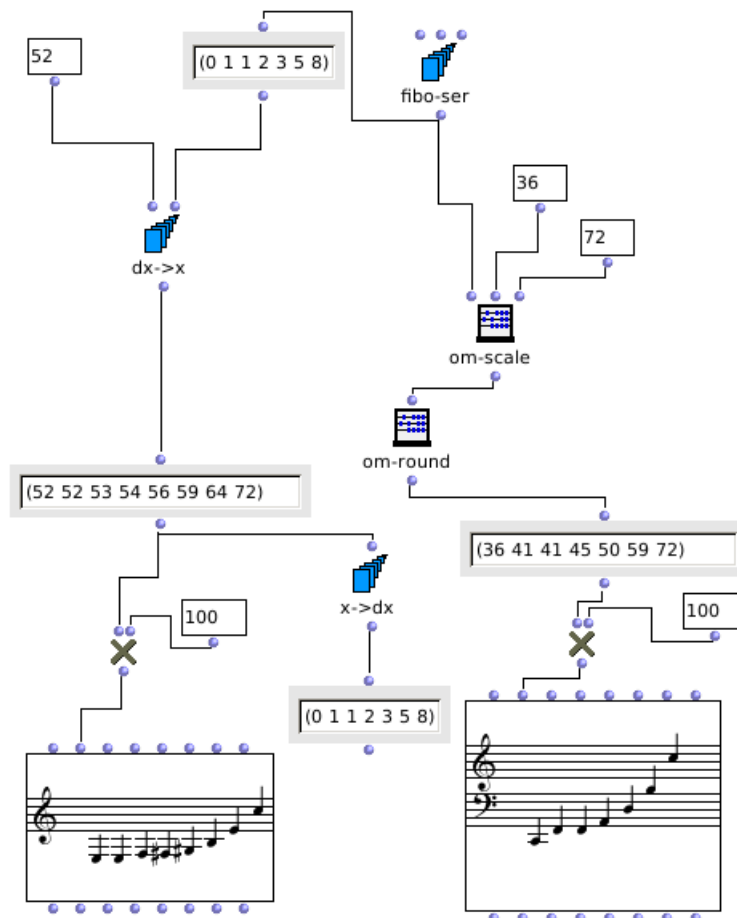 52
(0 1 1 2 3 5 8)
fibo-ser
36
72
dx->x
om-scale
om-round
(52 52 53 54 56 59 64 72)
(36 41 41 45 50 59 72)
100
x->dx
100
(0 1 1 2 3 5 8)